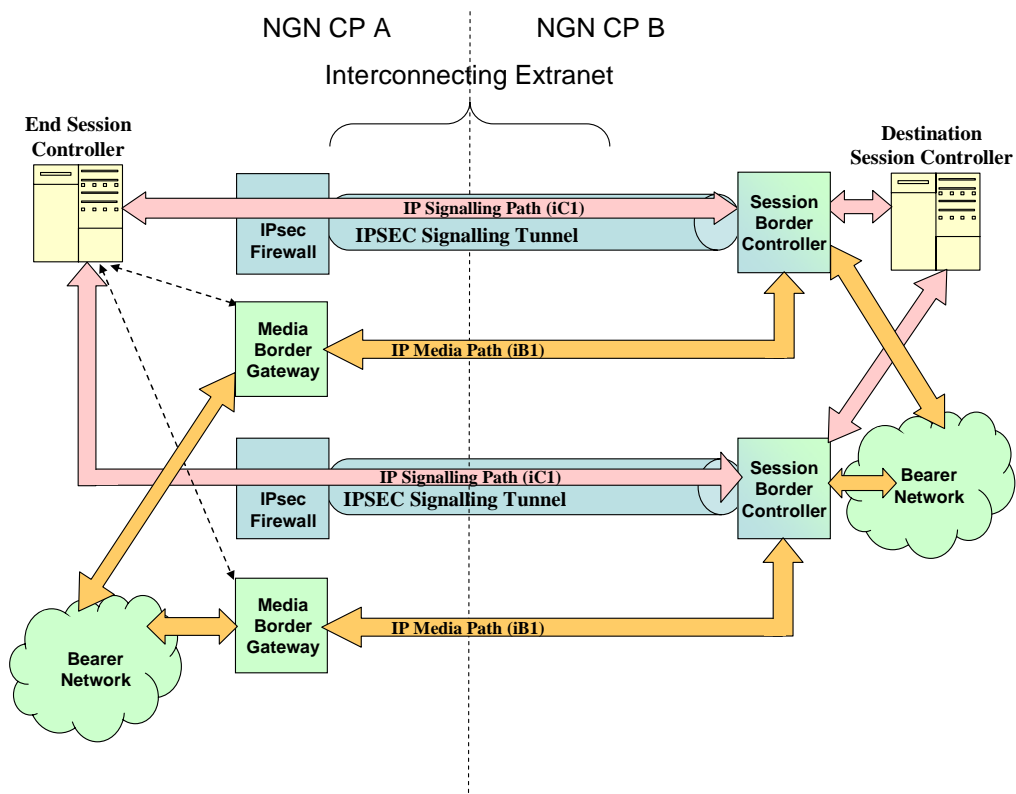 NGN CP A
NGN CP B
Interconnecting Extranet
End Session
Controller
Destination
Session Controller
IP Signalling Path (iC1)
IPSEC Signalling Tunnel
IPsec
Firewall
Session
Border
Controller
Media
Border
Gateway
IP Media Path (iB1)
IP Signalling Path (iC1)
IPSEC Signalling Tunnel
IPsec
Firewall
Session
Border
Controller
Bearer
Network
Media
Border
Gateway
IP Media Path (iB1)
Bearer
Network